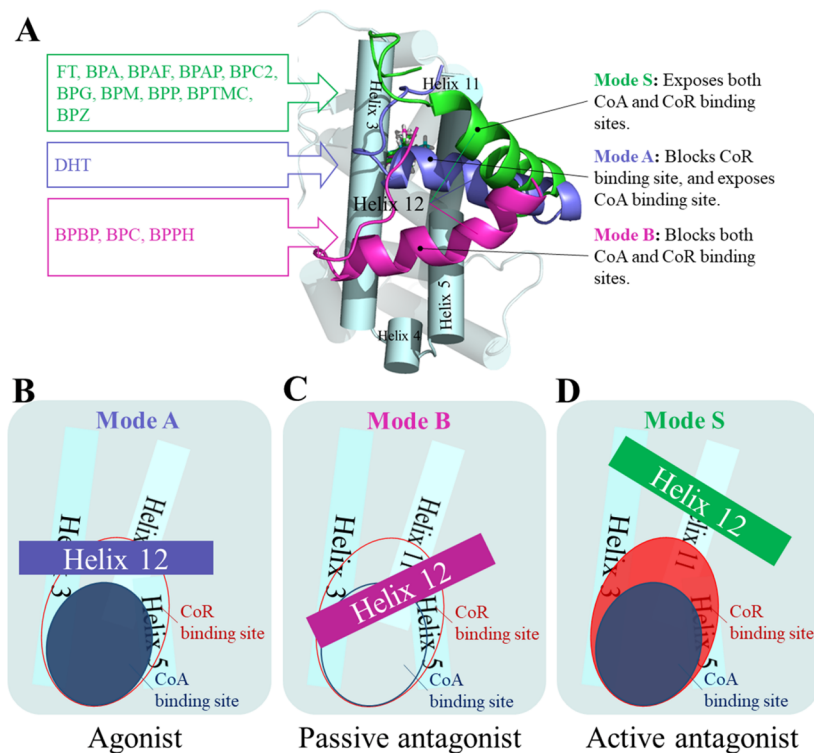 A
FT, BPA, BPAF, BPAP, BPC2,
BPG, BPM, BPP, BPTMC,
BPZ
DHT
BPBP, BPC, BPPH
Helix 3
Helix 11
Helix 12
Helix 5
Helix 4
Mode S: Exposes both
CoA and CoR binding
sites.
Mode A: Blocks CoR
binding site, and exposes
CoA binding site.
Mode B: Blocks both
CoA and CoR binding
sites.
B
Mode A
Helix 3
Helix 12
Helix 5
CoR
binding site
CoA
binding site
Agonist
C
Mode B
Helix 3
Helix 11
Helix 12
Helix 5
CoR
binding site
CoA
binding site
Passive antagonist
D
Mode S
Helix 12
Helix 3
Helix 11
Helix 5
CoR
binding site
CoA
binding site
Active antagonist